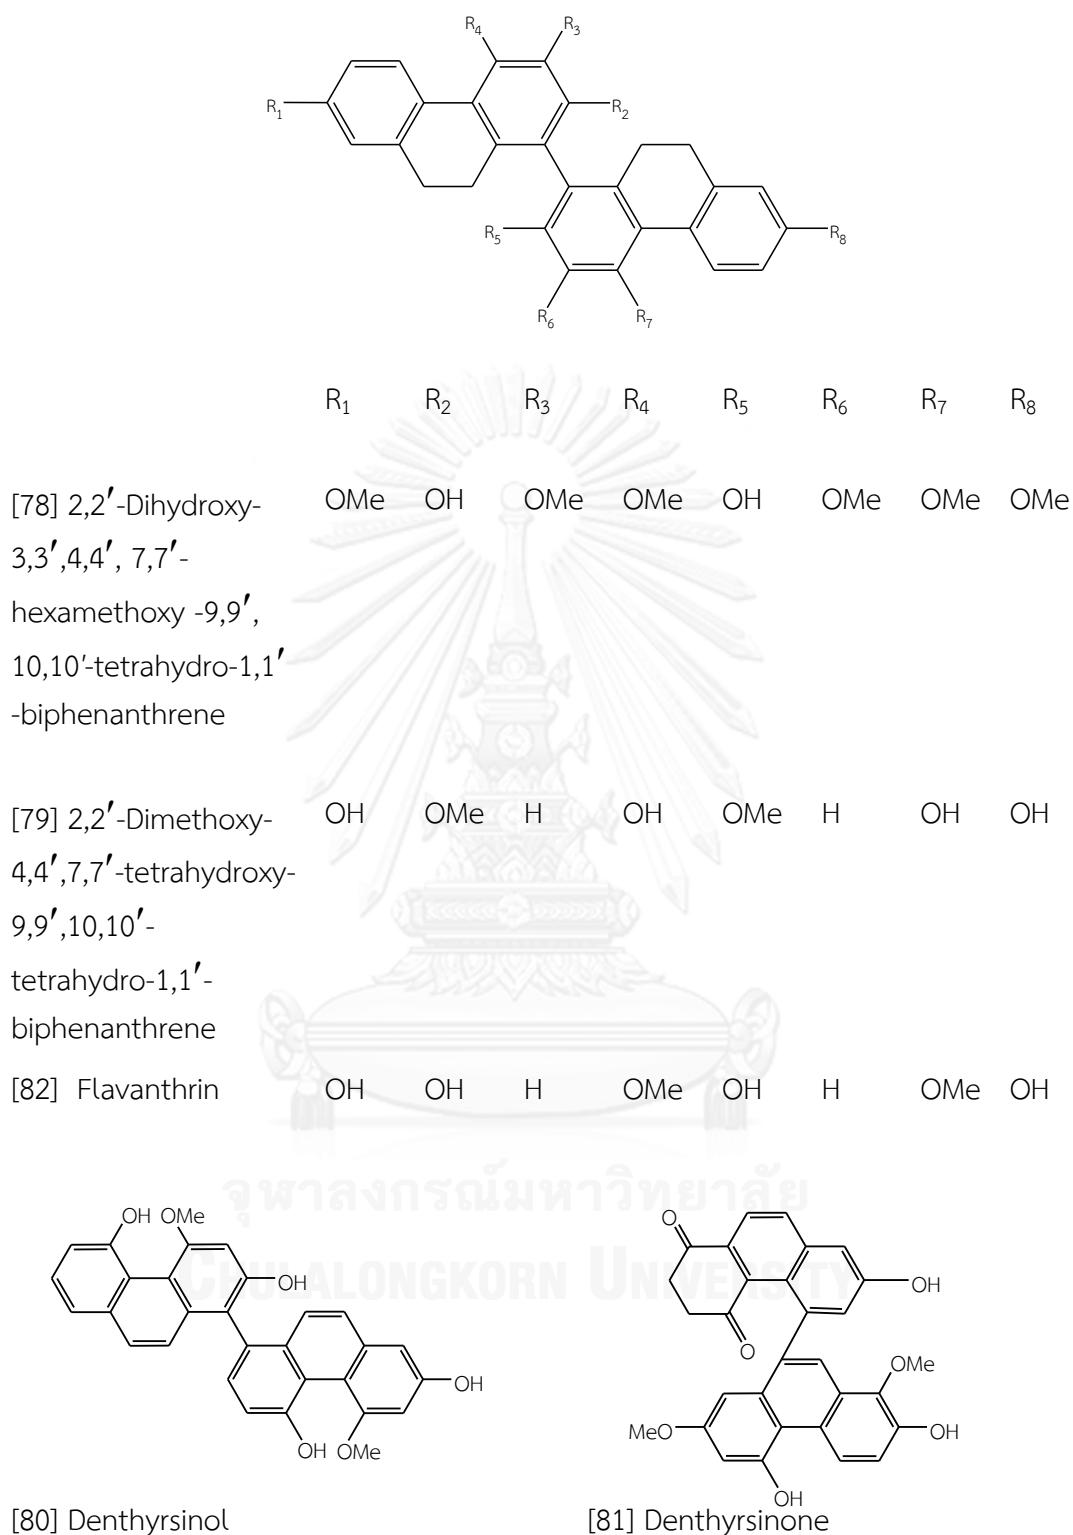 R₄ R₃
R₁ R₂
R₅ R₈
R₆ R₇
R₁ R₂ R₃ R₄ R₅ R₆ R₇ R₈
[78] 2,2′-Dihydroxy- OMe OH OMe OMe OH OMe OMe OMe
3,3′,4,4′, 7,7′-
hexamethoxy -9,9′,
10,10′-tetrahydro-1,1′
-biphenanthrene
[79] 2,2′-Dimethoxy- OH OMe H OH OMe H OH OH
4,4′,7,7′-tetrahydroxy-
9,9′,10,10′-
tetrahydro-1,1′-
biphenanthrene
[82] Flavanthrin OH OH H OMe OH H OMe OH
จุฬาลงกรณ์มหาวิทยาลัย
CHULALONGKORN UNIVERSITY
OH OMe
OH
OH
OH OMe
O
OH
O
OMe
MeO OH
OH
[80] Denthyrsinol [81] Denthyrsinone